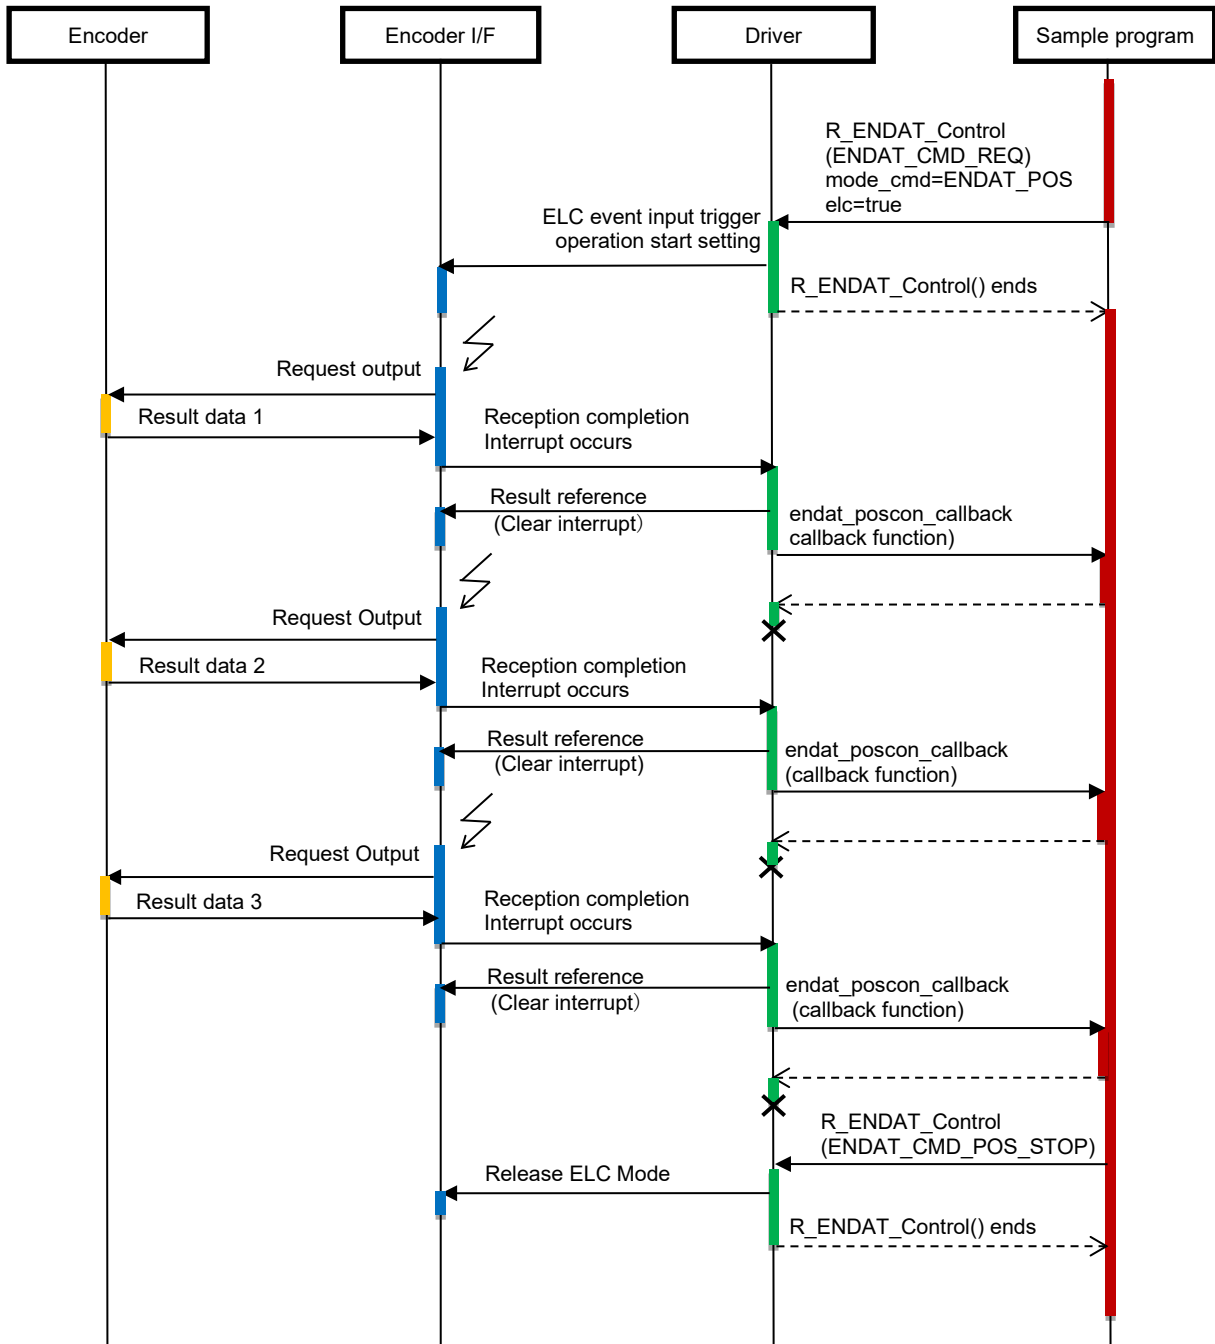 Encoder
Encoder I/F
Driver
Sample program
R_ENDAT_Control
(ENDAT_CMD_REQ)
mode_cmd=ENDAT_POS
elc=true
ELC event input trigger
operation start setting
R_ENDAT_Control() ends
Request output
Result data 1
Reception completion
Interrupt occurs
Result reference
(Clear interrupt）
endat_poscon_callback
callback function)
Request Output
Result data 2
Reception completion
Interrupt occurs
Result reference
(Clear interrupt)
endat_poscon_callback
(callback function)
Request Output
Result data 3
Reception completion
Interrupt occurs
Result reference
(Clear interrupt）
endat_poscon_callback
(callback function)
R_ENDAT_Control
(ENDAT_CMD_POS_STOP)
Release ELC Mode
R_ENDAT_Control() ends